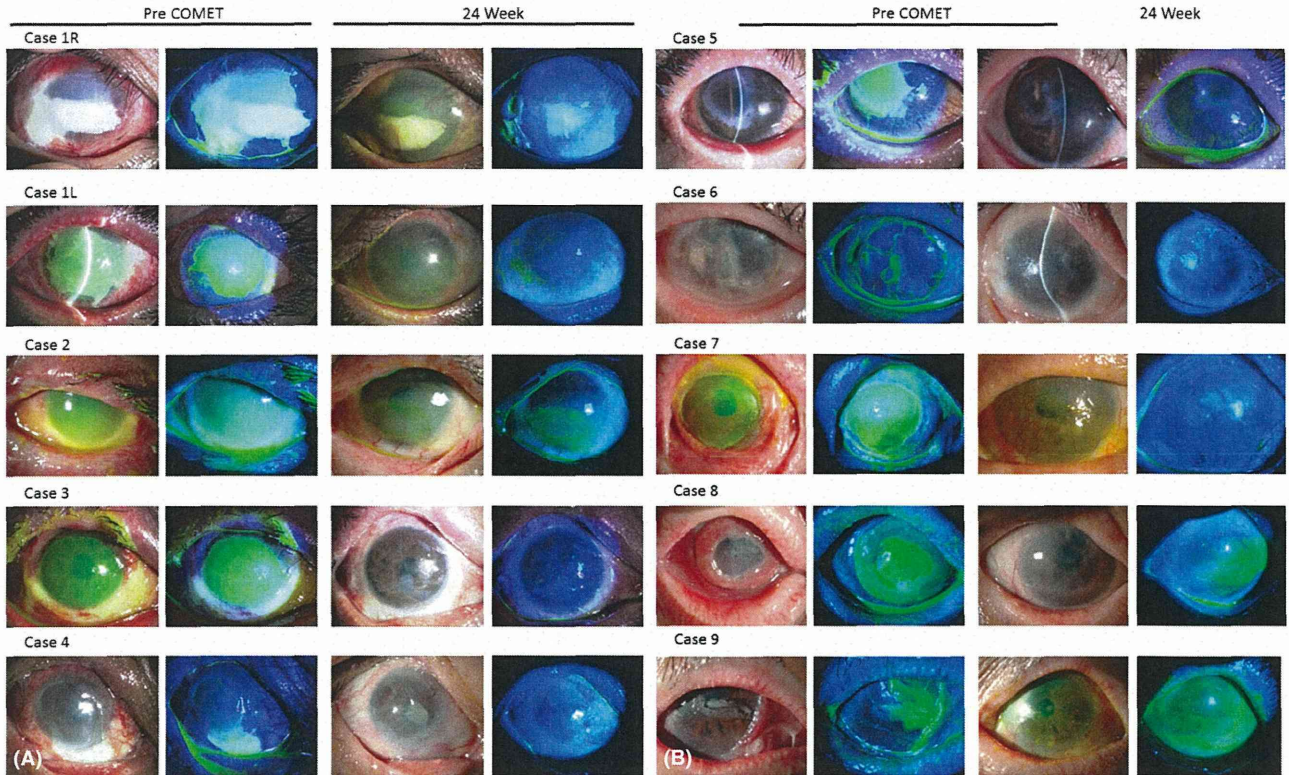 Pre COMET 24 Week
Case 1R
Case 1L
Case 2
Case 3
Case 4
(A)
Pre COMET 24 Week
Case 5
Case 6
Case 7
Case 8
Case 9
(B)